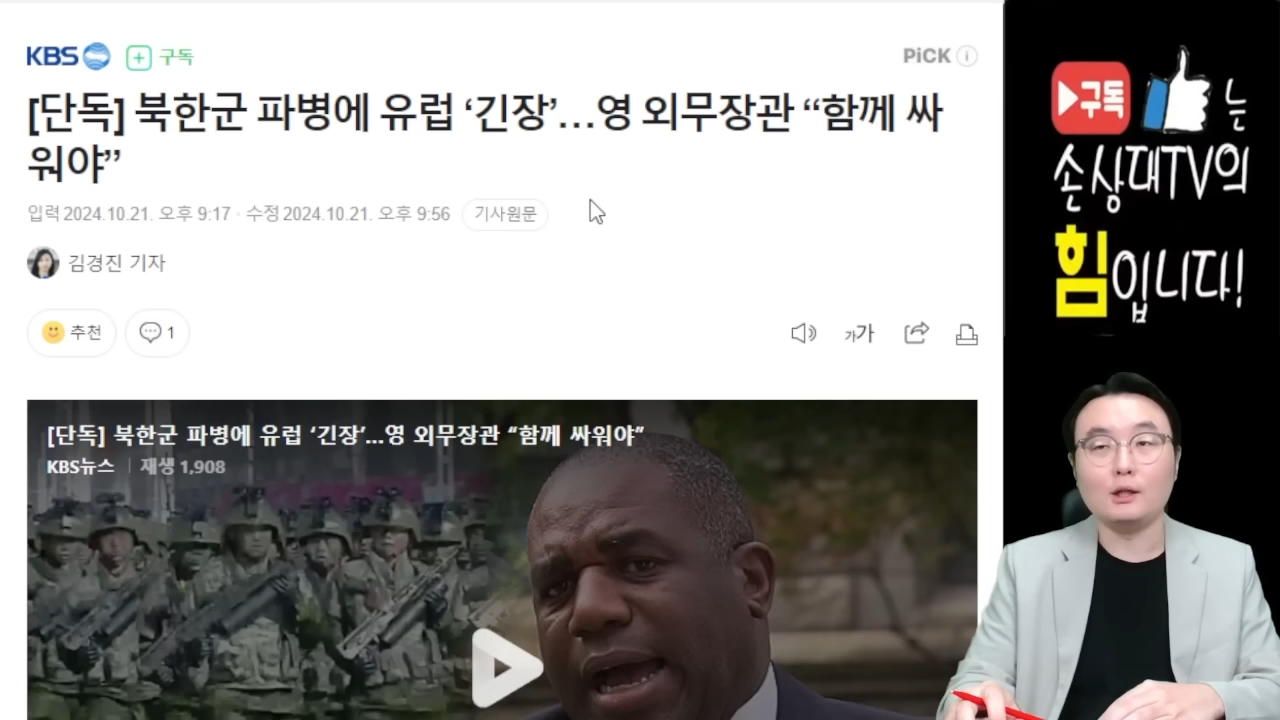 KBS 구독
PiCK
[단독] 북한군 파병에 유럽 ‘긴장’…영 외무장관 “함께 싸
워야”
입력 2024.10.21. 오후 9:17 · 수정 2024.10.21. 오후 9:56 기사원문
김경진 기자
추천 1
가가
[단독] 북한군 파병에 유럽 ‘긴장’…영 외무장관 “함께 싸워야”
KBS뉴스 재생 1,908
구독 는
손상대TV의
힘입니다!